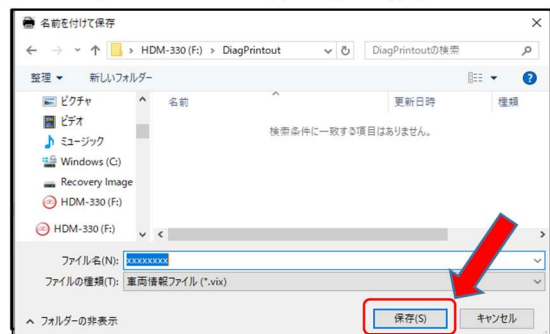 名前を付けて保存
HDM-330 (F:) › DiagPrintout
DiagPrintoutの検索
整理 新しいフォルダー
ピクチャ
ビデオ
ミュージック
Windows (C:)
Recovery Image
HDM-330 (F:)
HDM-330 (F:)
名前 更新日時 種類
検索条件に一致する項目はありません。
ファイル名(N): xxxxxxxx
ファイルの種類(T): 車両情報ファイル (*.vix)
フォルダーの非表示
保存(S) キャンセル